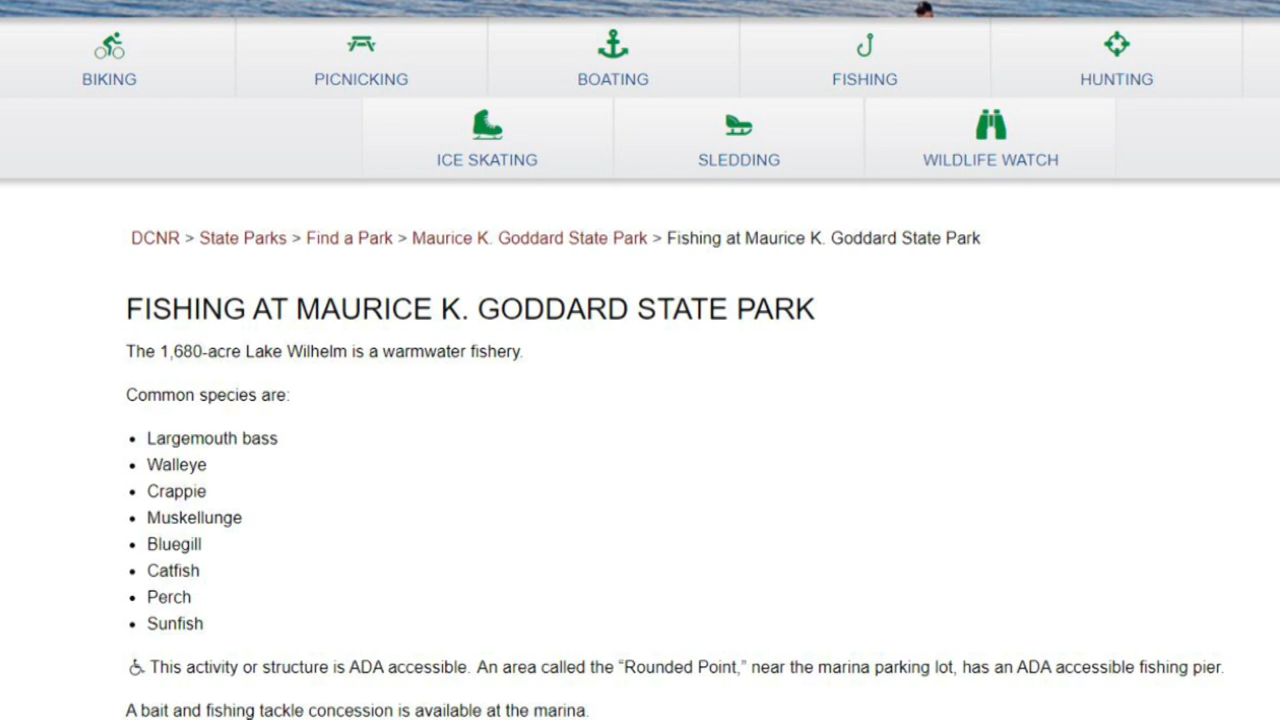 BIKING
PICNICKING
BOATING
FISHING
HUNTING
ICE SKATING
SLEDDING
WILDLIFE WATCH
DCNR > State Parks > Find a Park > Maurice K. Goddard State Park > Fishing at Maurice K. Goddard State Park
FISHING AT MAURICE K. GODDARD STATE PARK
The 1,680-acre Lake Wilhelm is a warmwater fishery.
Common species are:
• Largemouth bass
• Walleye
• Crappie
• Muskellunge
• Bluegill
• Catfish
• Perch
• Sunfish
♿ This activity or structure is ADA accessible. An area called the “Rounded Point,” near the marina parking lot, has an ADA accessible fishing pier.
A bait and fishing tackle concession is available at the marina.